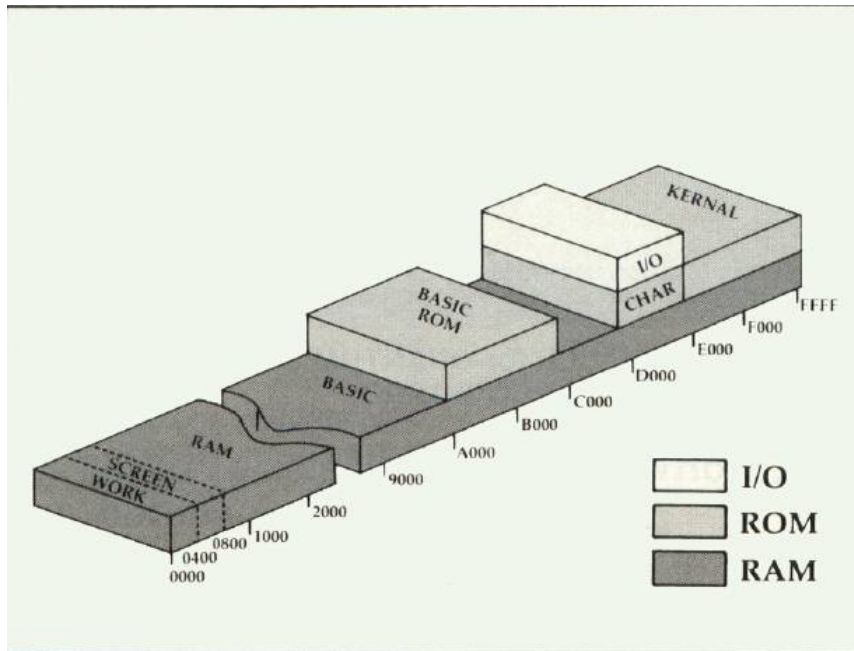 KERNAL
I/O
CHAR
BASIC
ROM
BASIC
RAM
SCREEN
WORK
FFFF
F000
E000
D000
C000
B000
A000
9000
2000
1000
0800
0400
0000
I/O
ROM
RAM